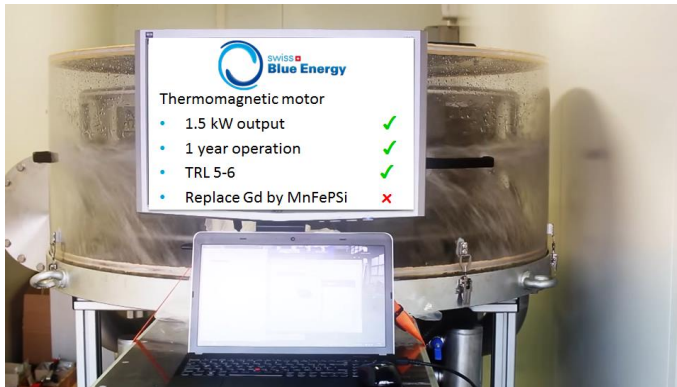 swiss
Blue Energy
Thermomagnetic motor
• 1.5 kW output ✓
• 1 year operation ✓
• TRL 5-6 ✓
• Replace Gd by MnFePSi ×